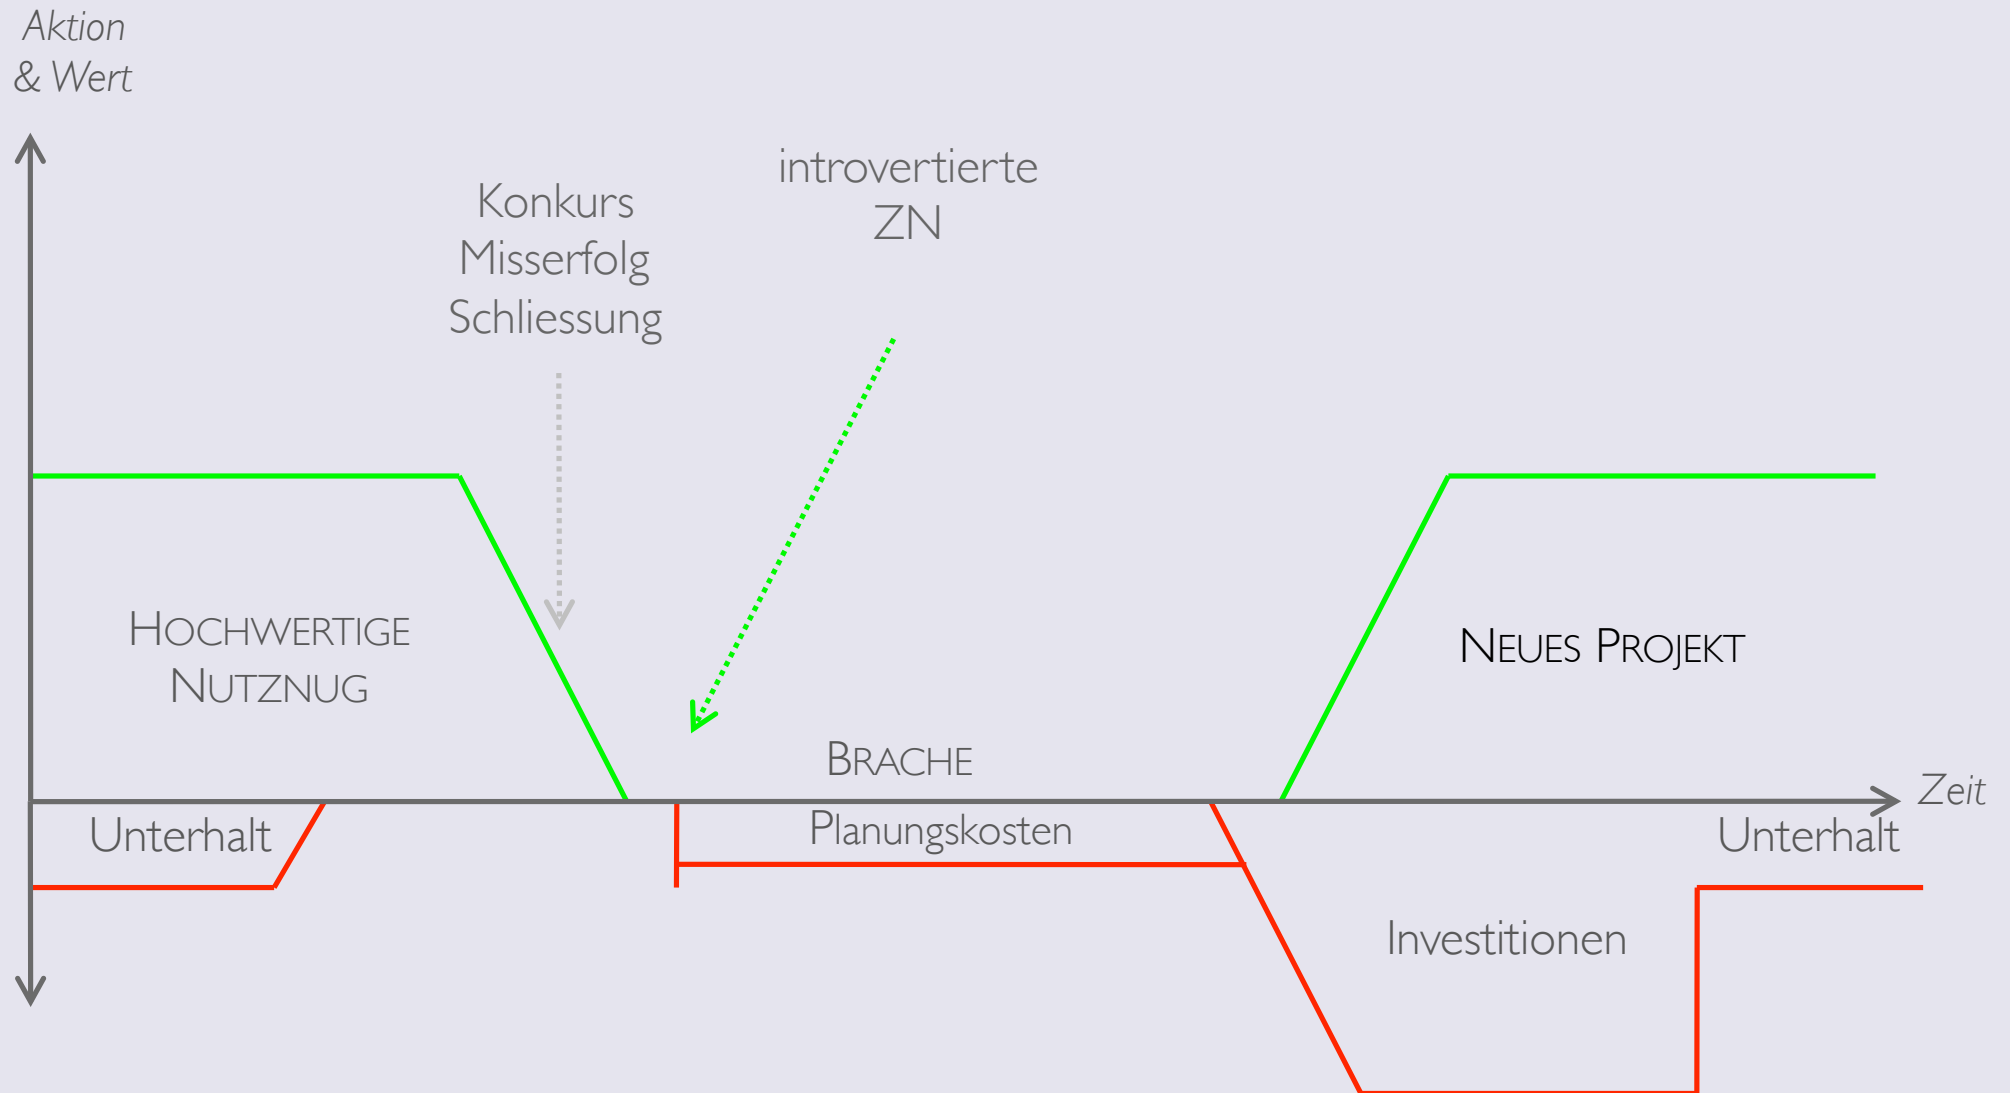 Aktion
& Wert
introvertierte
ZN
Konkurs
Misserfolg
Schliessung
HOCHWERTIGE
NUTZNUG
NEUES PROJEKT
BRACHE
Zeit
Unterhalt
Planungskosten
Unterhalt
Investitionen